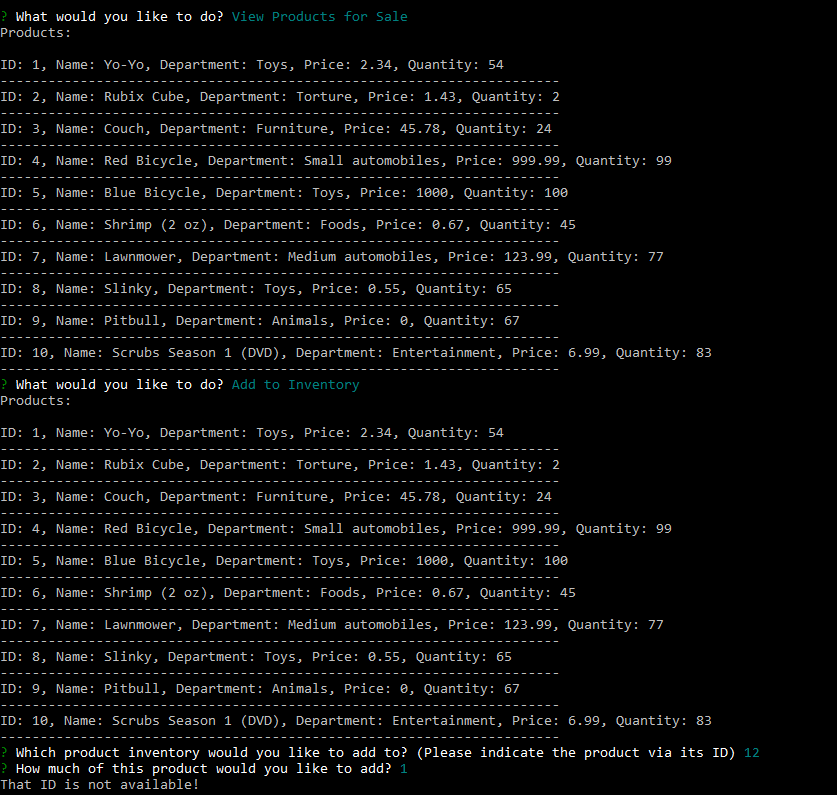 ? What would you like to do? View Products for Sale
Products:
ID: 1, Name: Yo-Yo, Department: Toys, Price: 2.34, Quantity: 54
----------------------------------------------------------------------
ID: 2, Name: Rubix Cube, Department: Torture, Price: 1.43, Quantity: 2
----------------------------------------------------------------------
ID: 3, Name: Couch, Department: Furniture, Price: 45.78, Quantity: 24
----------------------------------------------------------------------
ID: 4, Name: Red Bicycle, Department: Small automobiles, Price: 999.99, Quantity: 99
----------------------------------------------------------------------
ID: 5, Name: Blue Bicycle, Department: Toys, Price: 1000, Quantity: 100
----------------------------------------------------------------------
ID: 6, Name: Shrimp (2 oz), Department: Foods, Price: 0.67, Quantity: 45
----------------------------------------------------------------------
ID: 7, Name: Lawnmower, Department: Medium automobiles, Price: 123.99, Quantity: 77
----------------------------------------------------------------------
ID: 8, Name: Slinky, Department: Toys, Price: 0.55, Quantity: 65
----------------------------------------------------------------------
ID: 9, Name: Pitbull, Department: Animals, Price: 0, Quantity: 67
----------------------------------------------------------------------
ID: 10, Name: Scrubs Season 1 (DVD), Department: Entertainment, Price: 6.99, Quantity: 83
----------------------------------------------------------------------
? What would you like to do? Add to Inventory
Products:
ID: 1, Name: Yo-Yo, Department: Toys, Price: 2.34, Quantity: 54
----------------------------------------------------------------------
ID: 2, Name: Rubix Cube, Department: Torture, Price: 1.43, Quantity: 2
----------------------------------------------------------------------
ID: 3, Name: Couch, Department: Furniture, Price: 45.78, Quantity: 24
----------------------------------------------------------------------
ID: 4, Name: Red Bicycle, Department: Small automobiles, Price: 999.99, Quantity: 99
----------------------------------------------------------------------
ID: 5, Name: Blue Bicycle, Department: Toys, Price: 1000, Quantity: 100
----------------------------------------------------------------------
ID: 6, Name: Shrimp (2 oz), Department: Foods, Price: 0.67, Quantity: 45
----------------------------------------------------------------------
ID: 7, Name: Lawnmower, Department: Medium automobiles, Price: 123.99, Quantity: 77
----------------------------------------------------------------------
ID: 8, Name: Slinky, Department: Toys, Price: 0.55, Quantity: 65
----------------------------------------------------------------------
ID: 9, Name: Pitbull, Department: Animals, Price: 0, Quantity: 67
----------------------------------------------------------------------
ID: 10, Name: Scrubs Season 1 (DVD), Department: Entertainment, Price: 6.99, Quantity: 83
----------------------------------------------------------------------
? Which product inventory would you like to add to? (Please indicate the product via its ID) 12
? How much of this product would you like to add? 1
That ID is not available!